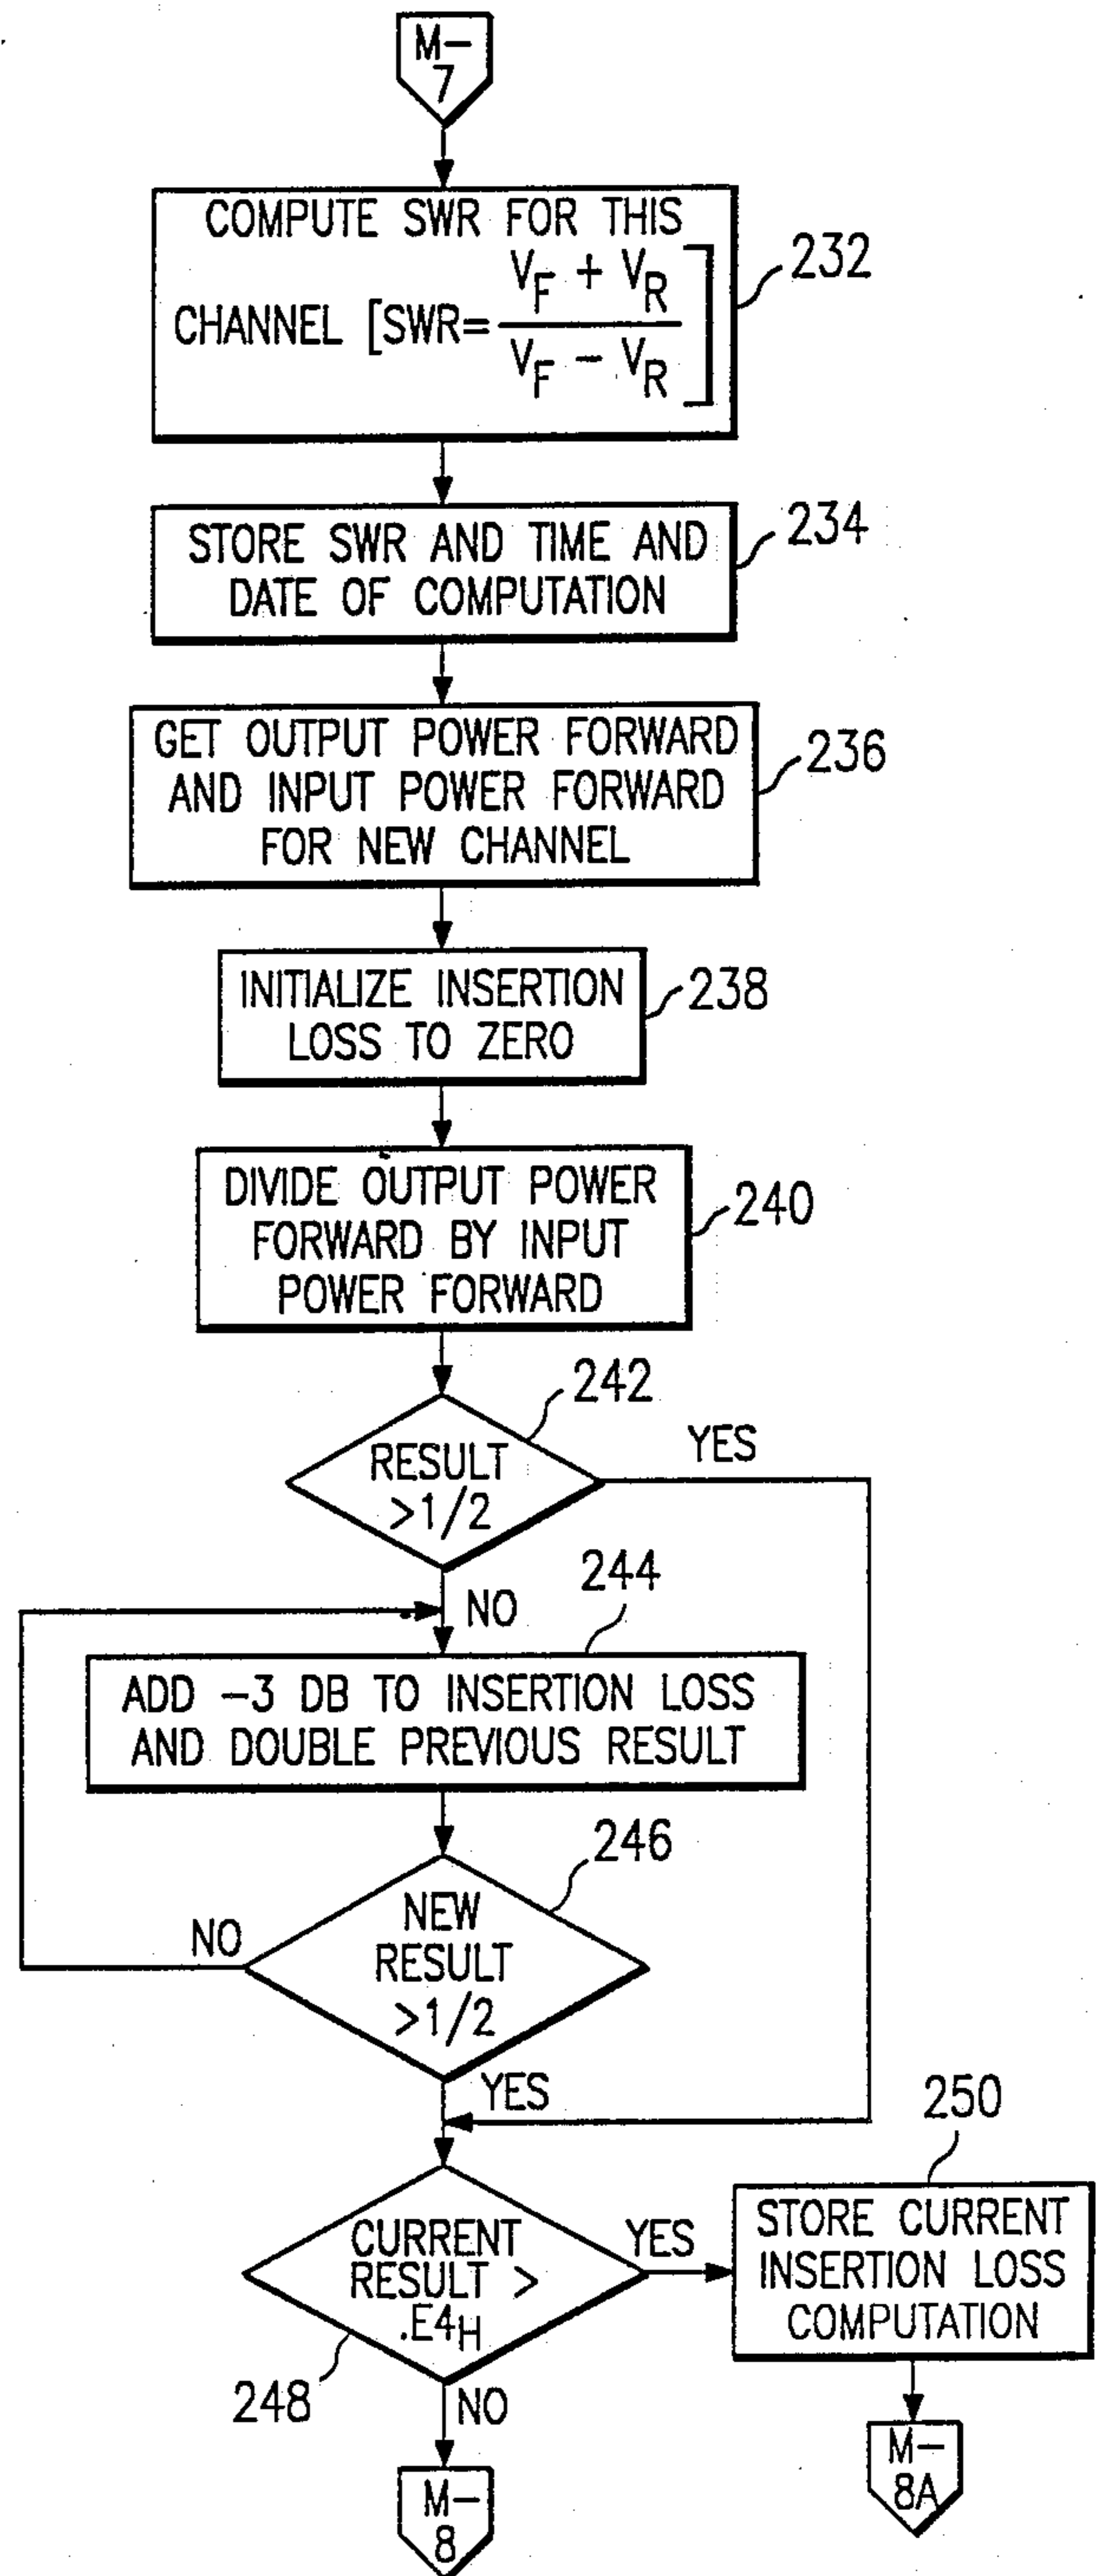 M-
7
COMPUTE SWR FOR THIS
CHANNEL [SWR= V_F + V_R
V_F - V_R ]
232
STORE SWR AND TIME AND
DATE OF COMPUTATION
234
GET OUTPUT POWER FORWARD
AND INPUT POWER FORWARD
FOR NEW CHANNEL
236
INITIALIZE INSERTION
LOSS TO ZERO
238
DIVIDE OUTPUT POWER
FORWARD BY INPUT
POWER FORWARD
240
242
RESULT
>1/2
YES
NO
244
ADD -3 DB TO INSERTION LOSS
AND DOUBLE PREVIOUS RESULT
246
NEW
RESULT
>1/2
NO
YES
250
CURRENT
RESULT >
.E4H
YES
STORE CURRENT
INSERTION LOSS
COMPUTATION
248
NO
M-
8
M-
8A